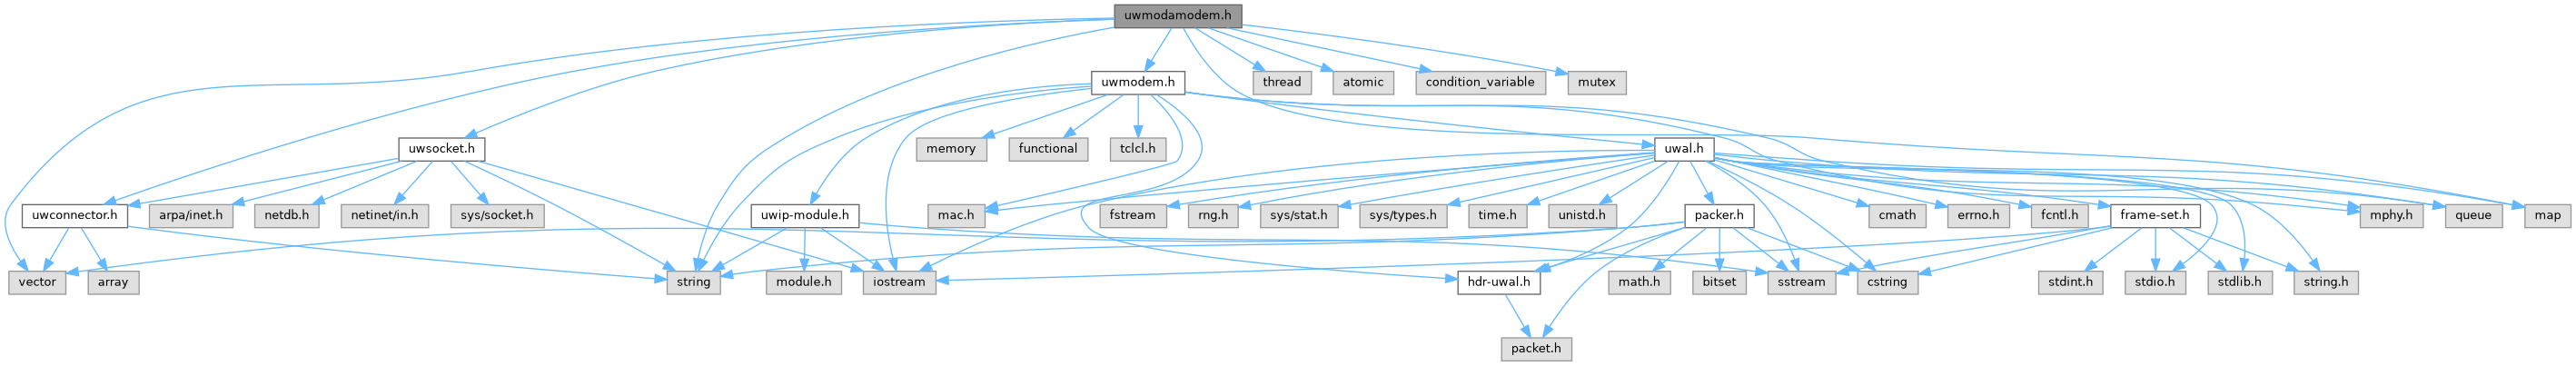 uwmodamodem.h
uwmodem.h
thread
atomic
condition_variable
mutex
uwsocket.h
memory
functional
tclcl.h
uwal.h
uwconnector.h
arpa/inet.h
netdb.h
netinet/in.h
sys/socket.h
uwip-module.h
mac.h
fstream
rng.h
sys/stat.h
sys/types.h
time.h
unistd.h
packer.h
cmath
errno.h
fcntl.h
frame-set.h
mphy.h
queue
map
vector
array
string
module.h
iostream
hdr-uwal.h
math.h
bitset
sstream
cstring
stdint.h
stdio.h
stdlib.h
string.h
packet.h